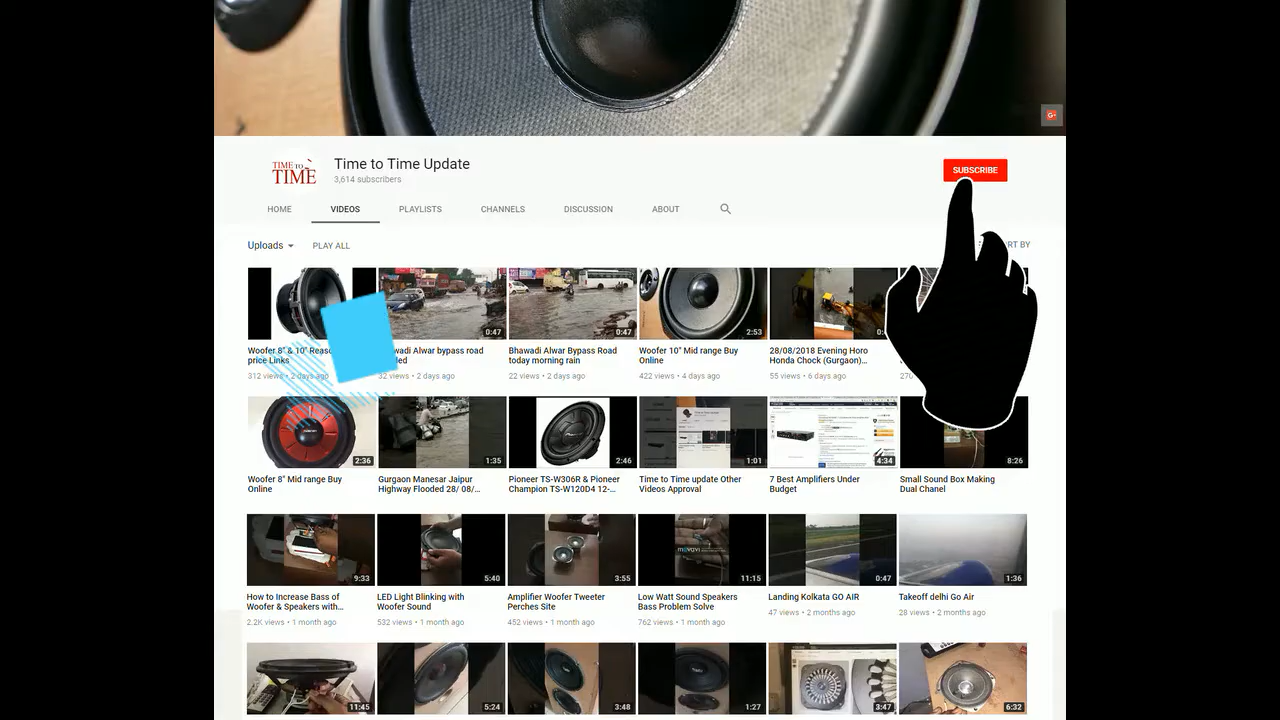 G+
TIME TO
TIME
Time to Time Update
3,614 subscribers
SUBSCRIBE
HOME VIDEOS PLAYLISTS CHANNELS DISCUSSION ABOUT
Uploads PLAY ALL RT BY
0:47 0:47 2:53
Woofer 8" & 10" Reaso
price Links
312 views • 2 days ago
wadi Alwar bypass road
ded
32 views • 2 days ago
Bhawadi Alwar Bypass Road
today morning rain
22 views • 2 days ago
Woofer 10" Mid range Buy
Online
422 views • 4 days ago
28/08/2018 Evening Horo
Honda Chock (Gurgaon)...
55 views • 6 days ago
270
2:36 1:35 2:46 1:01 4:34 8:26
Woofer 8" Mid range Buy
Online
Gurgaon Manesar Jaipur
Highway Flooded 28/ 08/...
Pioneer TS-W306R & Pioneer
Champion TS-W120D4 12-...
Time to Time update Other
Videos Approval
7 Best Amplifiers Under
Budget
Small Sound Box Making
Dual Chanel
movavi
9:33 5:40 3:55 11:15 0:47 1:36
How to Increase Bass of
Woofer & Speakers with...
2.2K views • 1 month ago
LED Light Blinking with
Woofer Sound
532 views • 1 month ago
Amplifier Woofer Tweeter
Perches Site
452 views • 1 month ago
Low Watt Sound Speakers
Bass Problem Solve
762 views • 1 month ago
Landing Kolkata GO AIR
47 views • 2 months ago
Takeoff delhi Go Air
28 views • 2 months ago
11:45 5:24 3:48 1:27 3:47 6:32